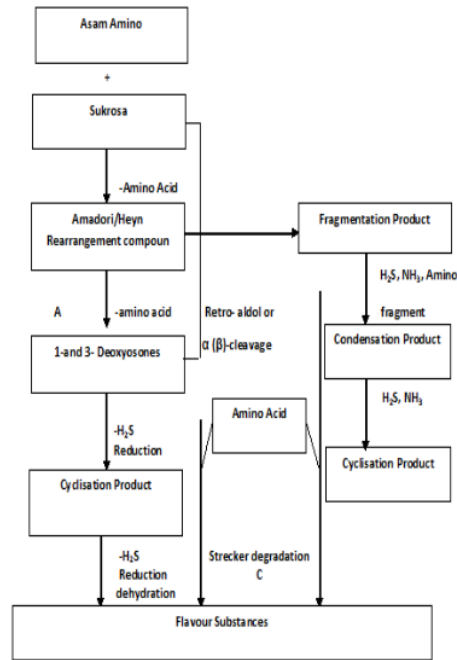 Asam Amino
+
Sukrosa
-Amino Acid
Amadori/Heyn
Rearrangement compoun
Fragmentation Product
H₂S, NH₃, Amino
fragment
A
-amino acid
Retro- aldol or
α (β)-cleavage
1-and 3- Deoxyosones
Condensation Product
H₂S, NH₃
Amino Acid
-H₂S
Reduction
Cyclisation Product
Cyclisation Product
-H₂S
Reduction
dehydration
Strecker degradation
C
Flavour Substances